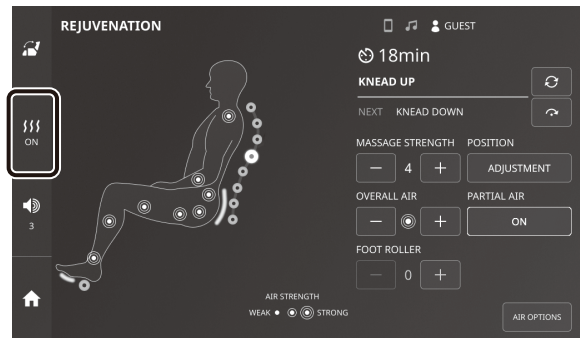 REJUVENATION
GUEST
18min
KNEAD UP
NEXT KNEAD DOWN
ON
MASSAGE STRENGTH POSITION
4 ADJUSTMENT
OVERALL AIR PARTIAL AIR
ON
3
FOOT ROLLER
0
AIR STRENGTH
WEAK STRONG
AIR OPTIONS